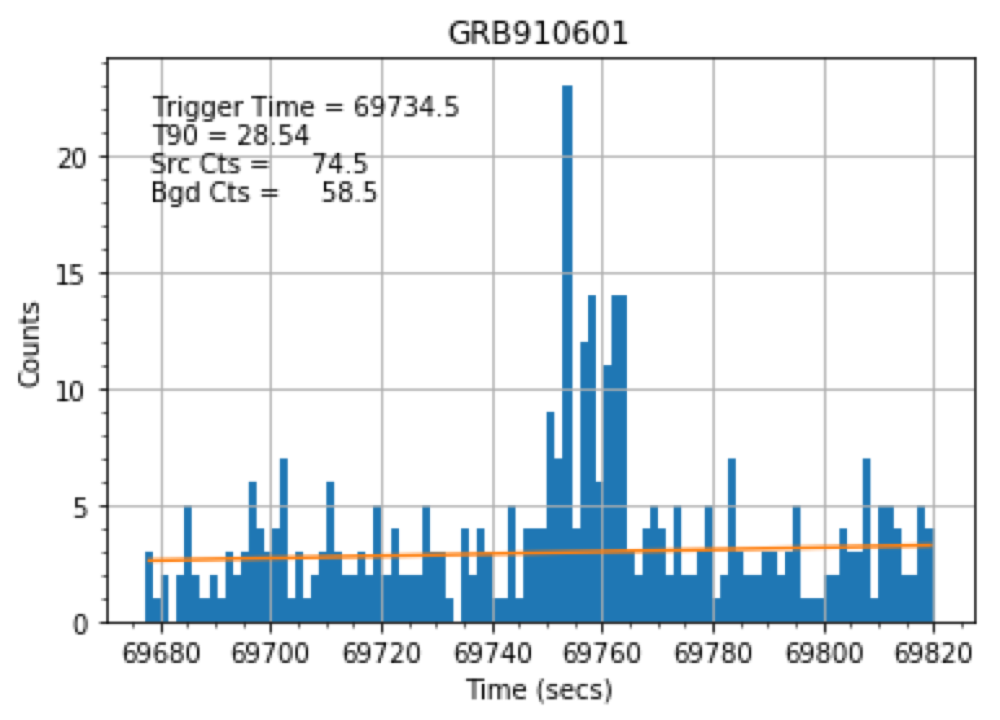 GRB910601
Trigger Time = 69734.5
T90 = 28.54
Src Cts = 74.5
Bgd Cts = 58.5
Counts
20
15
10
5
0
69680 69700 69720 69740 69760 69780 69800 69820
Time (secs)